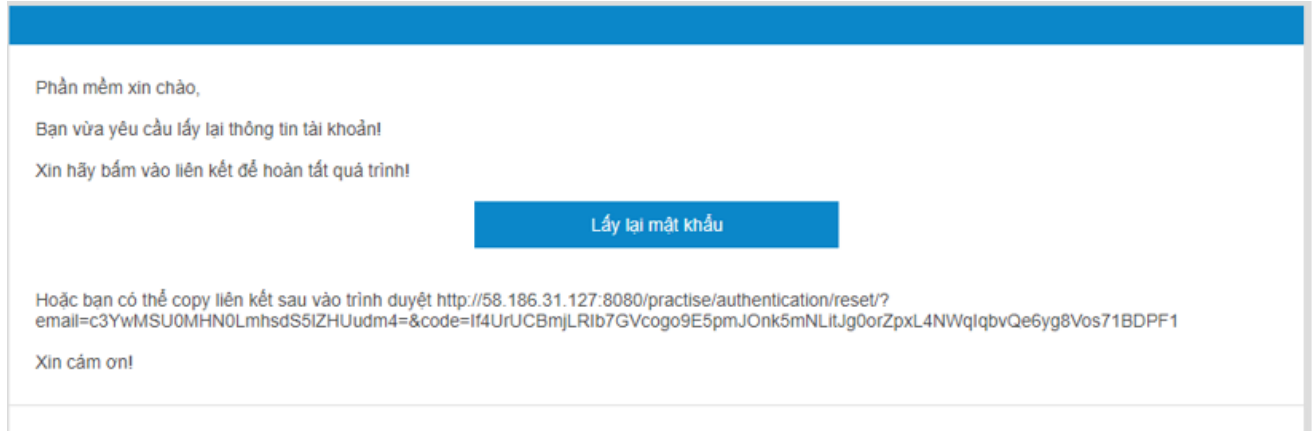 Phần mềm xin chào,
Bạn vừa yêu cầu lấy lại thông tin tài khoản!
Xin hãy bấm vào liên kết để hoàn tất quá trình!
Lấy lại mật khẩu
Hoặc bạn có thể copy liên kết sau vào trình duyệt http://58.186.31.127:8080/practise/authentication/reset/?
email=c3YwMSU0MHN0LmhsdS5lZHUudm4=&code=If4UrUCBmjLRIb7GVcogo9E5pmJOnk5mNLitJg0orZpxL4NWqIqbvQe6yg8Vos71BDPF1
Xin cám ơn!